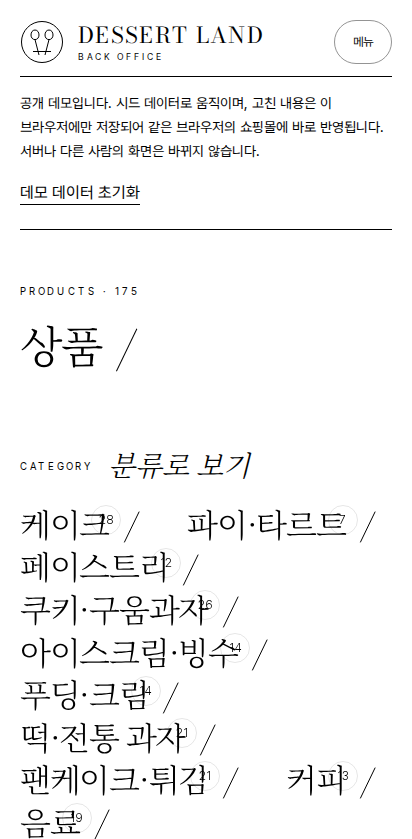 DESSERT LAND
BACK OFFICE
메뉴
공개 데모입니다. 시드 데이터로 움직이며, 고친 내용은 이
브라우저에만 저장되어 같은 브라우저의 쇼핑몰에 바로 반영됩니다.
서버나 다른 사람의 화면은 바뀌지 않습니다.
데모 데이터 초기화
PRODUCTS · 175
상품 /
CATEGORY 분류로 보기
케이크 28 / 파이·타르트 7 /
페이스트리 12 /
쿠키·구움과자 26 /
아이스크림·빙수 14 /
푸딩·크림 14 /
떡·전통 과자 21 /
팬케이크·튀김 21 / 커피 13 /
음료 19 /